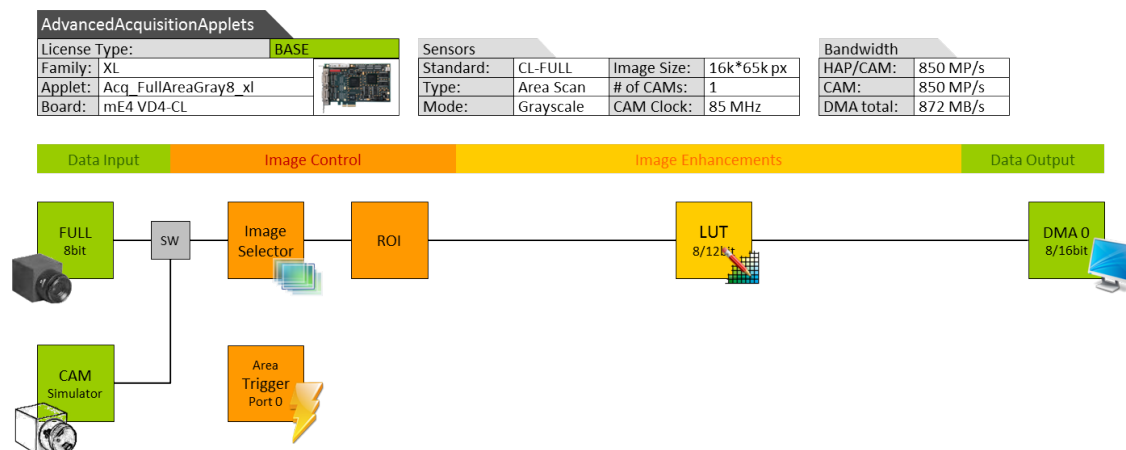 AdvancedAcquisitionApplets
License Type: BASE
Family: XL
Applet: Acq_FullAreaGray8_xl
Board: mE4 VD4-CL
Sensors
Standard: CL-FULL Image Size: 16k*65k px
Type: Area Scan # of CAMs: 1
Mode: Grayscale CAM Clock: 85 MHz
Bandwidth
HAP/CAM: 850 MP/s
CAM: 850 MP/s
DMA total: 872 MB/s
Data Input Image Control Image Enhancements Data Output
FULL
8bit
SW
Image
Selector
ROI
LUT
8/12bit
DMA 0
8/16bit
CAM
Simulator
Area
Trigger
Port 0